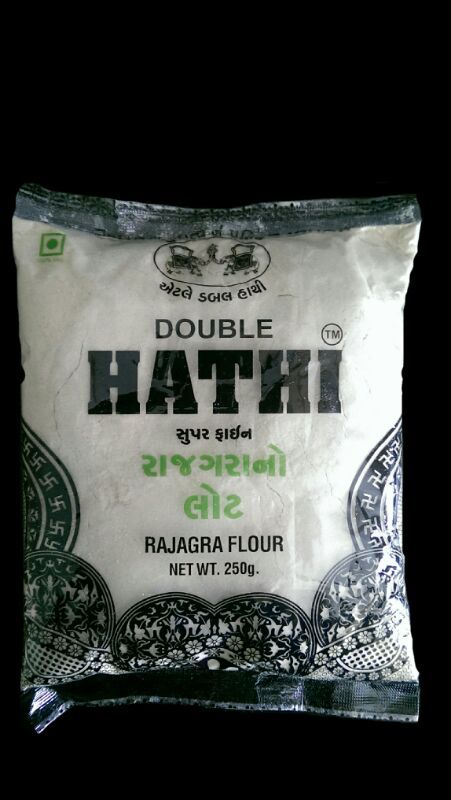 એટલે ડબલ હાથી
DOUBLE
TM
HATHI
સુપર ફાઈન
રાજગરાનો
લોટ
RAJAGRA FLOUR
NET WT. 250g.